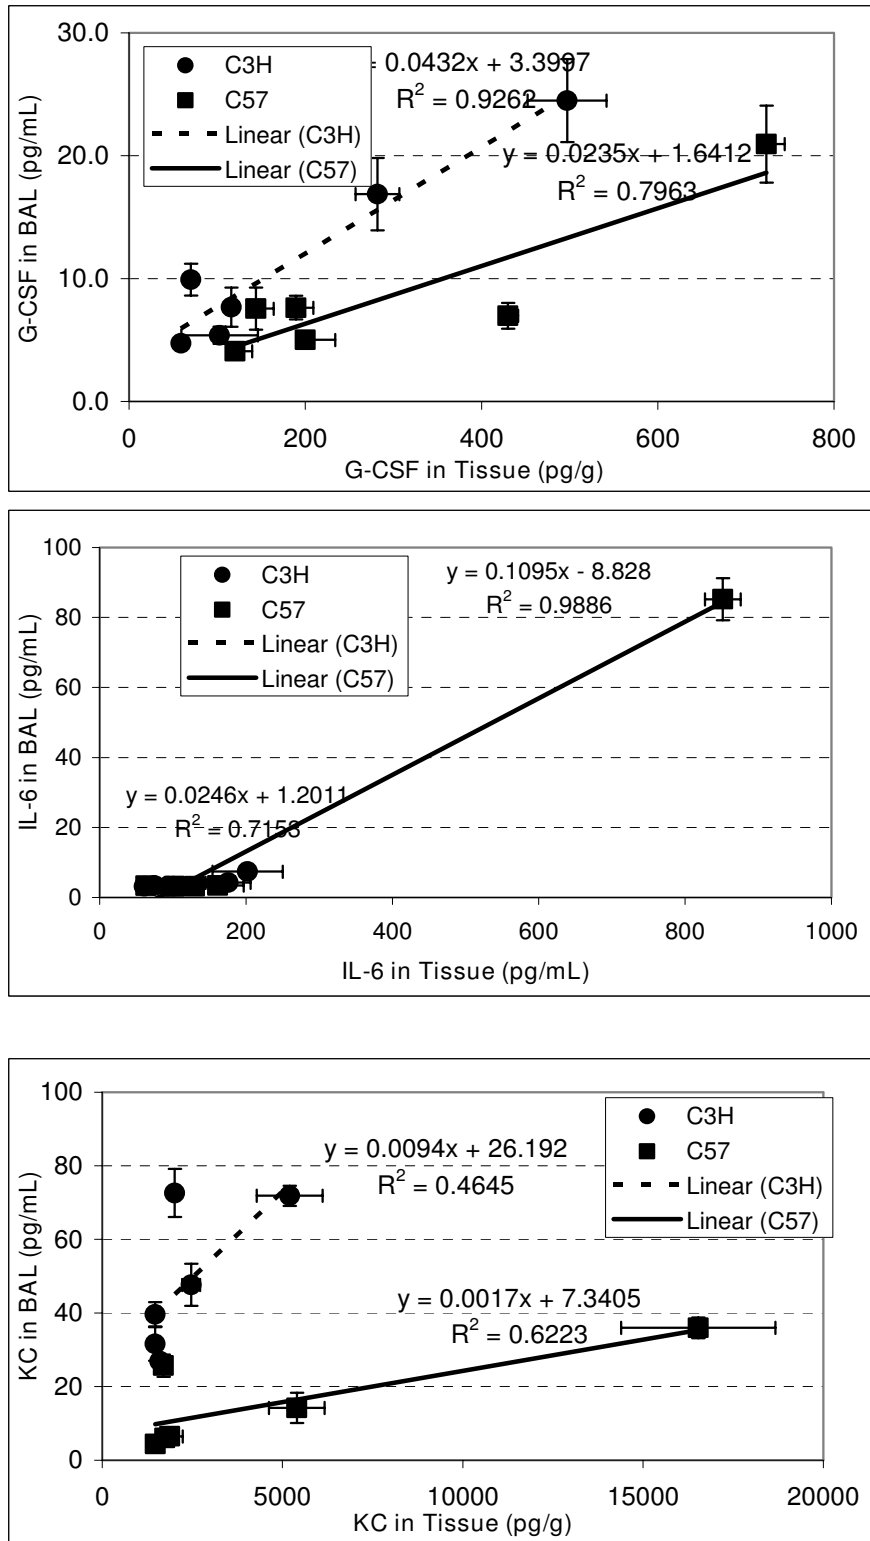 30.0
20.0
10.0
0.0
G-CSF in BAL (pg/mL)
C3H
C57
Linear (C3H)
Linear (C57)
= 0.0432x + 3.3997
R2 = 0.9262
y = 0.0235x + 1.6412
R2 = 0.7963
0 200 400 600 800
G-CSF in Tissue (pg/g)
100
80
60
40
20
0
IL-6 in BAL (pg/mL)
C3H
C57
Linear (C3H)
Linear (C57)
y = 0.1095x - 8.828
R2 = 0.9886
y = 0.0246x + 1.2011
R2 = 0.7153
0 200 400 600 800 1000
IL-6 in Tissue (pg/mL)
100
80
60
40
20
0
KC in BAL (pg/mL)
y = 0.0094x + 26.192
R2 = 0.4645
C3H
C57
Linear (C3H)
Linear (C57)
y = 0.0017x + 7.3405
R2 = 0.6223
0 5000 10000 15000 20000
KC in Tissue (pg/g)